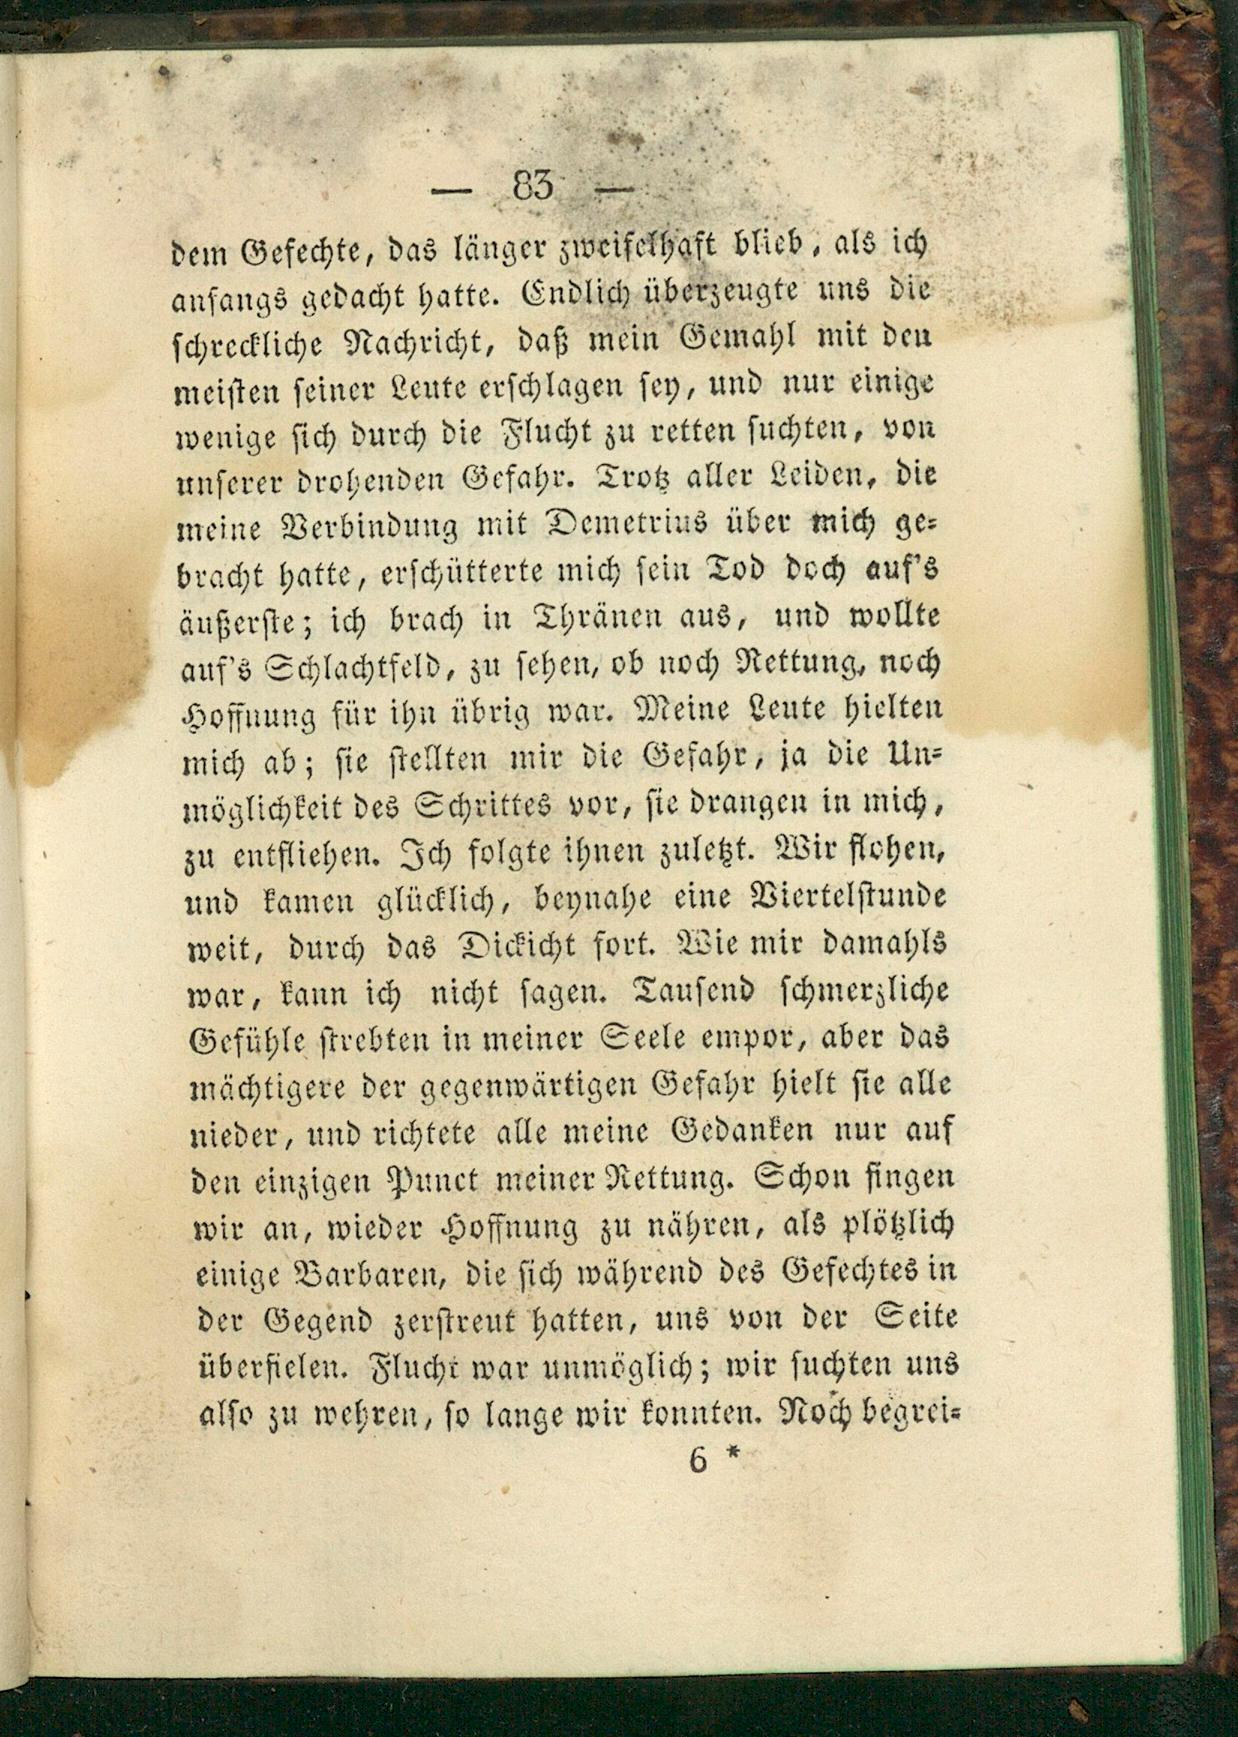 — 83 —
dem Gefechte, das länger zweifelhaft blieb, als ich
anfangs gedacht hatte. Endlich überzeugte uns die
schreckliche Nachricht, daß mein Gemahl mit den
meisten seiner Leute erschlagen sey, und nur einige
wenige sich durch die Flucht zu retten suchten, von
unserer drohenden Gefahr. Trotz aller Leiden, die
meine Verbindung mit Demetrius über mich ge=
bracht hatte, erschütterte mich sein Tod doch auf's
äußerste; ich brach in Thränen aus, und wollte
auf's Schlachtfeld, zu sehen, ob noch Rettung, noch
Hoffnung für ihn übrig war. Meine Leute hielten
mich ab; sie stellten mir die Gefahr, ja die Un=
möglichkeit des Schrittes vor, sie drangen in mich,
zu entfliehen. Ich folgte ihnen zuletzt. Wir flohen,
und kamen glücklich, beynahe eine Viertelstunde
weit, durch das Dickicht fort. Wie mir damahls
war, kann ich nicht sagen. Tausend schmerzliche
Gefühle strebten in meiner Seele empor, aber das
mächtigere der gegenwärtigen Gefahr hielt sie alle
nieder, und richtete alle meine Gedanken nur auf
den einzigen Punct meiner Rettung. Schon fingen
wir an, wieder Hoffnung zu nähren, als plötzlich
einige Barbaren, die sich während des Gefechtes in
der Gegend zerstreut hatten, uns von der Seite
überfielen. Flucht war unmöglich; wir suchten uns
also zu wehren, so lange wir konnten. Noch begrei=
6 *